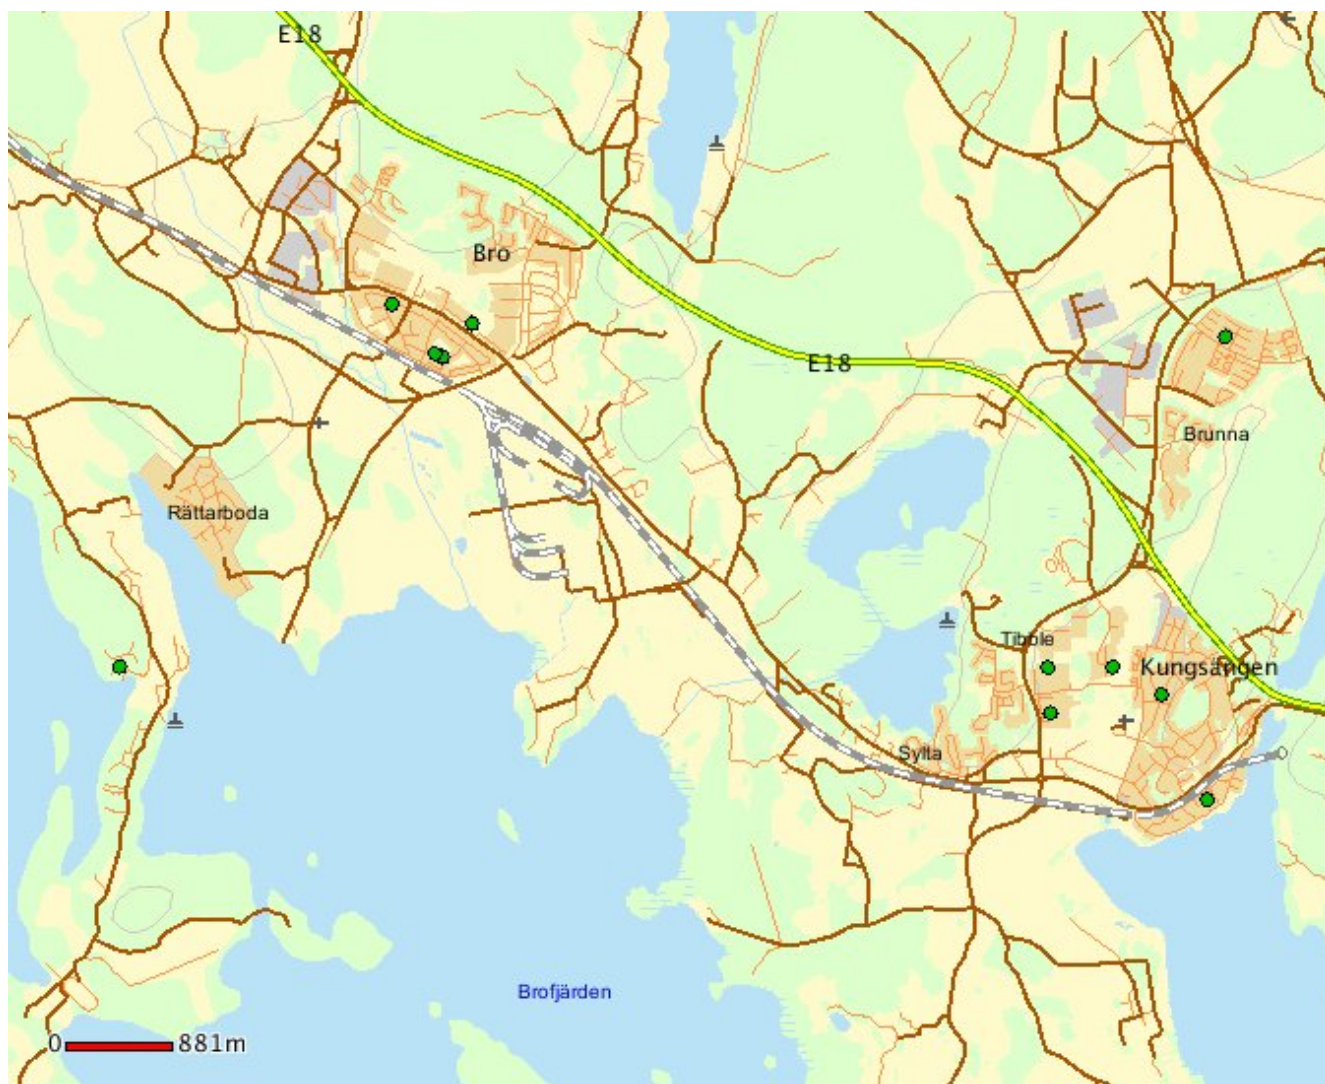 E18
Bro
E18
Brunna
Rättarboda
Tibble
Kungsängen
Sylta
Brofjärden
0 881m